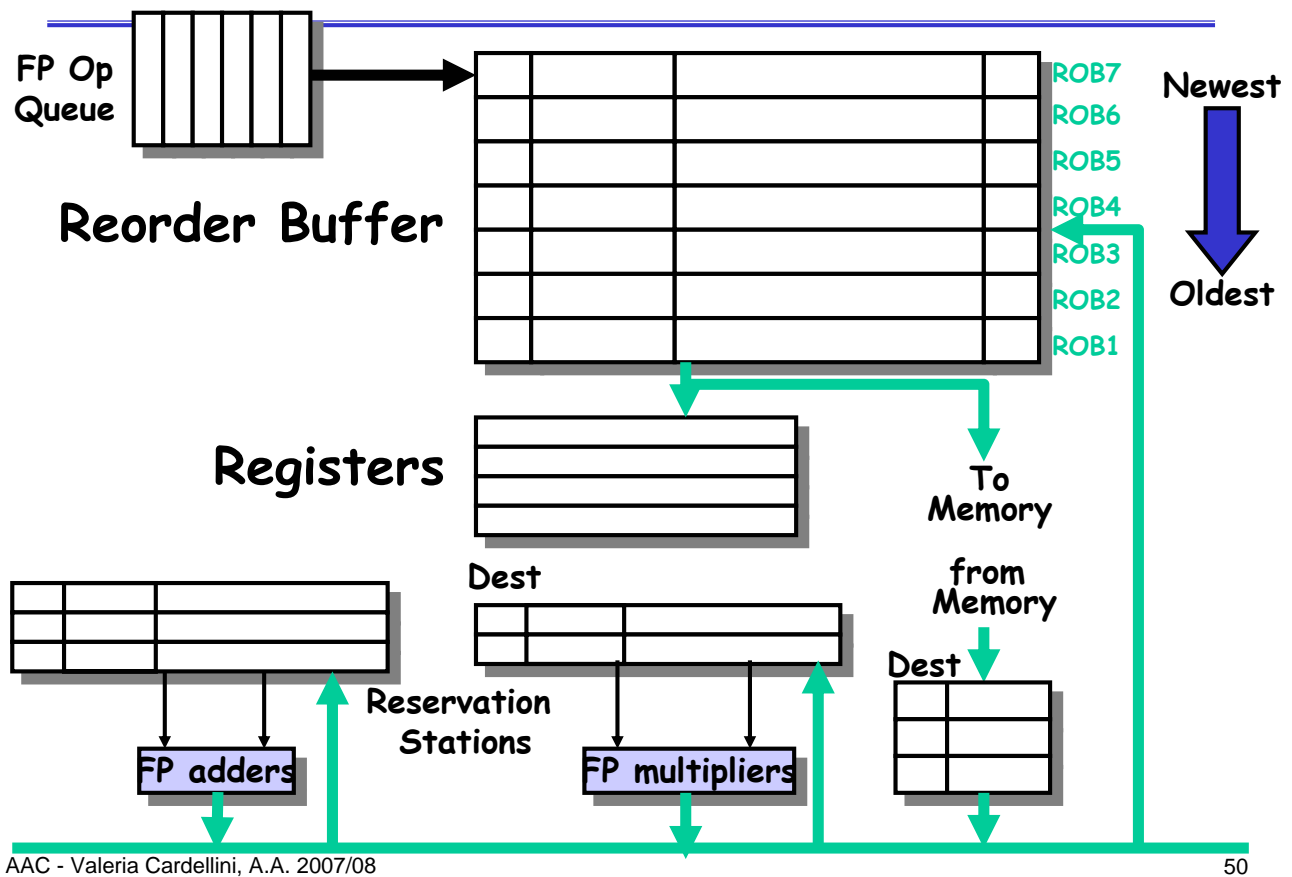 FP Op
Queue
ROB7
ROB6
ROB5
ROB4
ROB3
ROB2
ROB1
Newest
Oldest
Reorder Buffer
Registers
To
Memory
from
Memory
Dest
Dest
Reservation
Stations
FP adders
FP multipliers
AAC - Valeria Cardellini, A.A. 2007/08
50